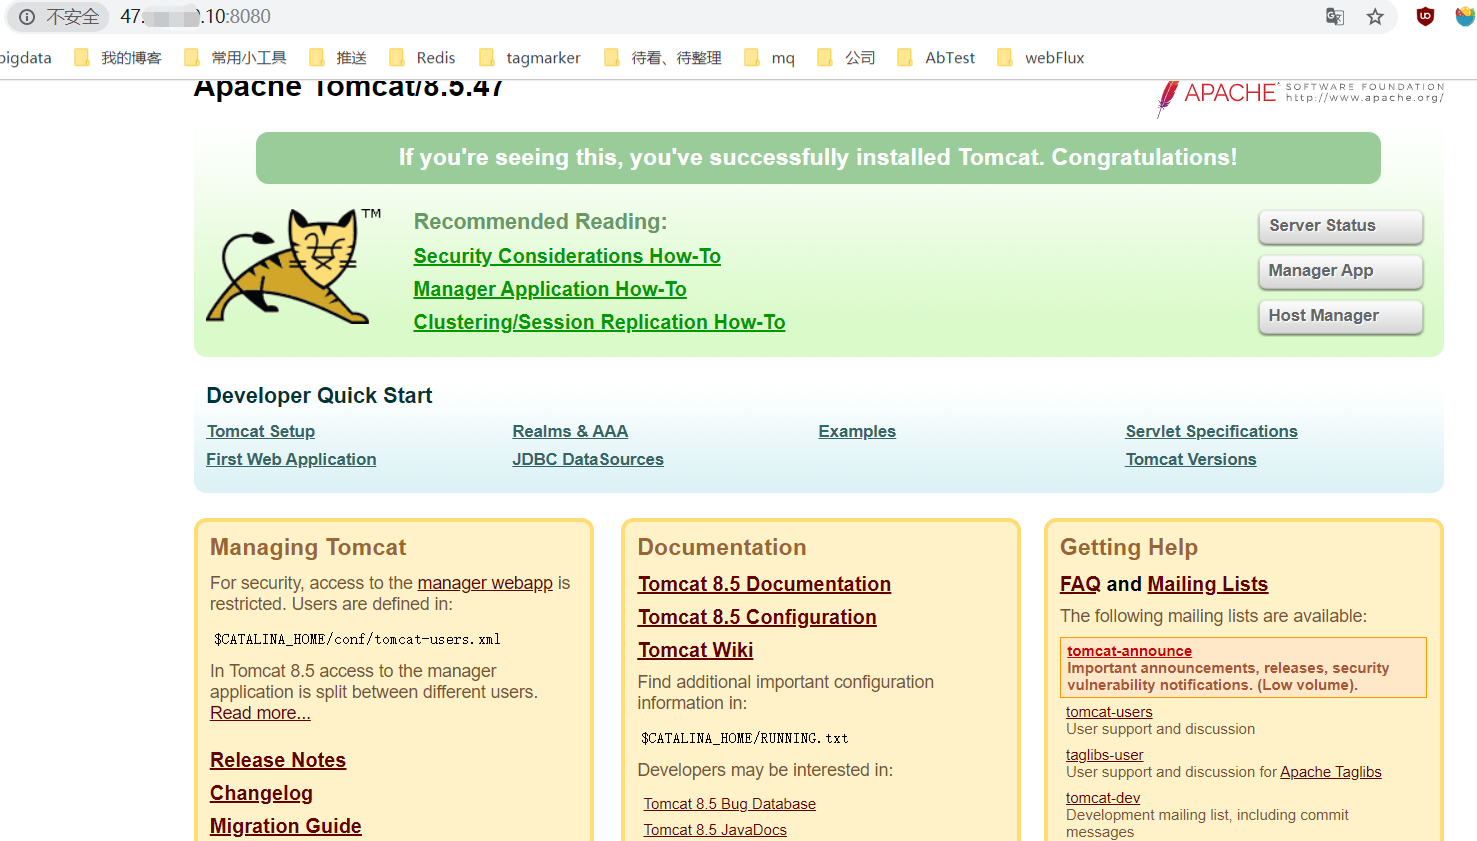 不安全 47. .10:8080
bigdata 我的博客 常用小工具 推送 Redis tagmarker 待看、待整理 mq 公司 AbTest webFlux
Apache Tomcat/8.5.47
APACHE SOFTWARE FOUNDATION
http://www.apache.org/
If you're seeing this, you've successfully installed Tomcat. Congratulations!
TM
Recommended Reading:
Security Considerations How-To
Manager Application How-To
Clustering/Session Replication How-To
Server Status
Manager App
Host Manager
Developer Quick Start
Tomcat Setup
First Web Application
Realms & AAA
JDBC DataSources
Examples
Servlet Specifications
Tomcat Versions
Managing Tomcat
For security, access to the manager webapp is
restricted. Users are defined in:
$CATALINA_HOME/conf/tomcat-users.xml
In Tomcat 8.5 access to the manager
application is split between different users.
Read more...
Release Notes
Changelog
Migration Guide
Documentation
Tomcat 8.5 Documentation
Tomcat 8.5 Configuration
Tomcat Wiki
Find additional important configuration
information in:
$CATALINA_HOME/RUNNING.txt
Developers may be interested in:
Tomcat 8.5 Bug Database
Tomcat 8.5 JavaDocs
Getting Help
FAQ and Mailing Lists
The following mailing lists are available:
tomcat-announce
Important announcements, releases, security
vulnerability notifications. (Low volume).
tomcat-users
User support and discussion
taglibs-user
User support and discussion for Apache Taglibs
tomcat-dev
Development mailing list, including commit
messages